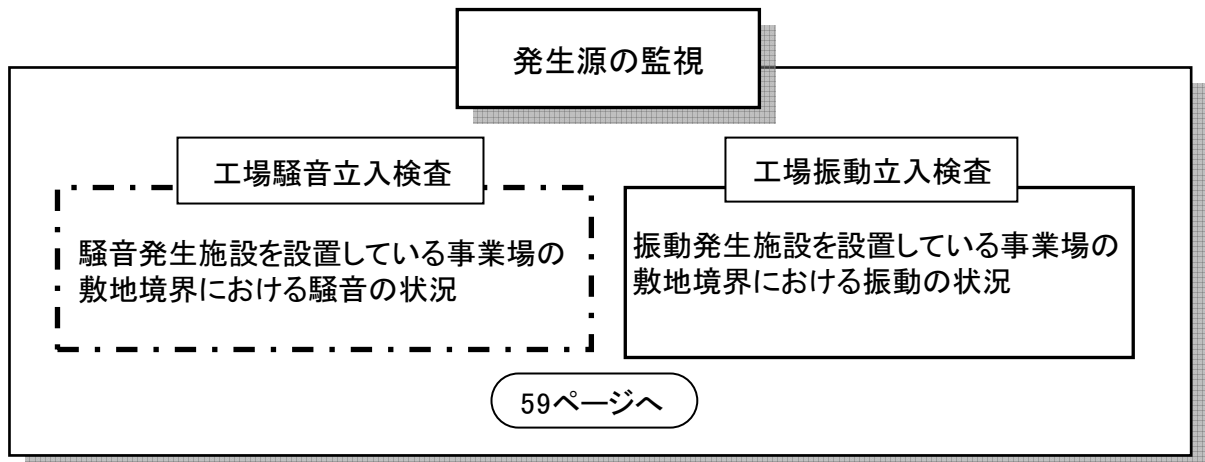 発生源の監視
工場騒音立入検査
騒音発生施設を設置している事業場の
敷地境界における騒音の状況
工場振動立入検査
振動発生施設を設置している事業場の
敷地境界における振動の状況
59ページへ